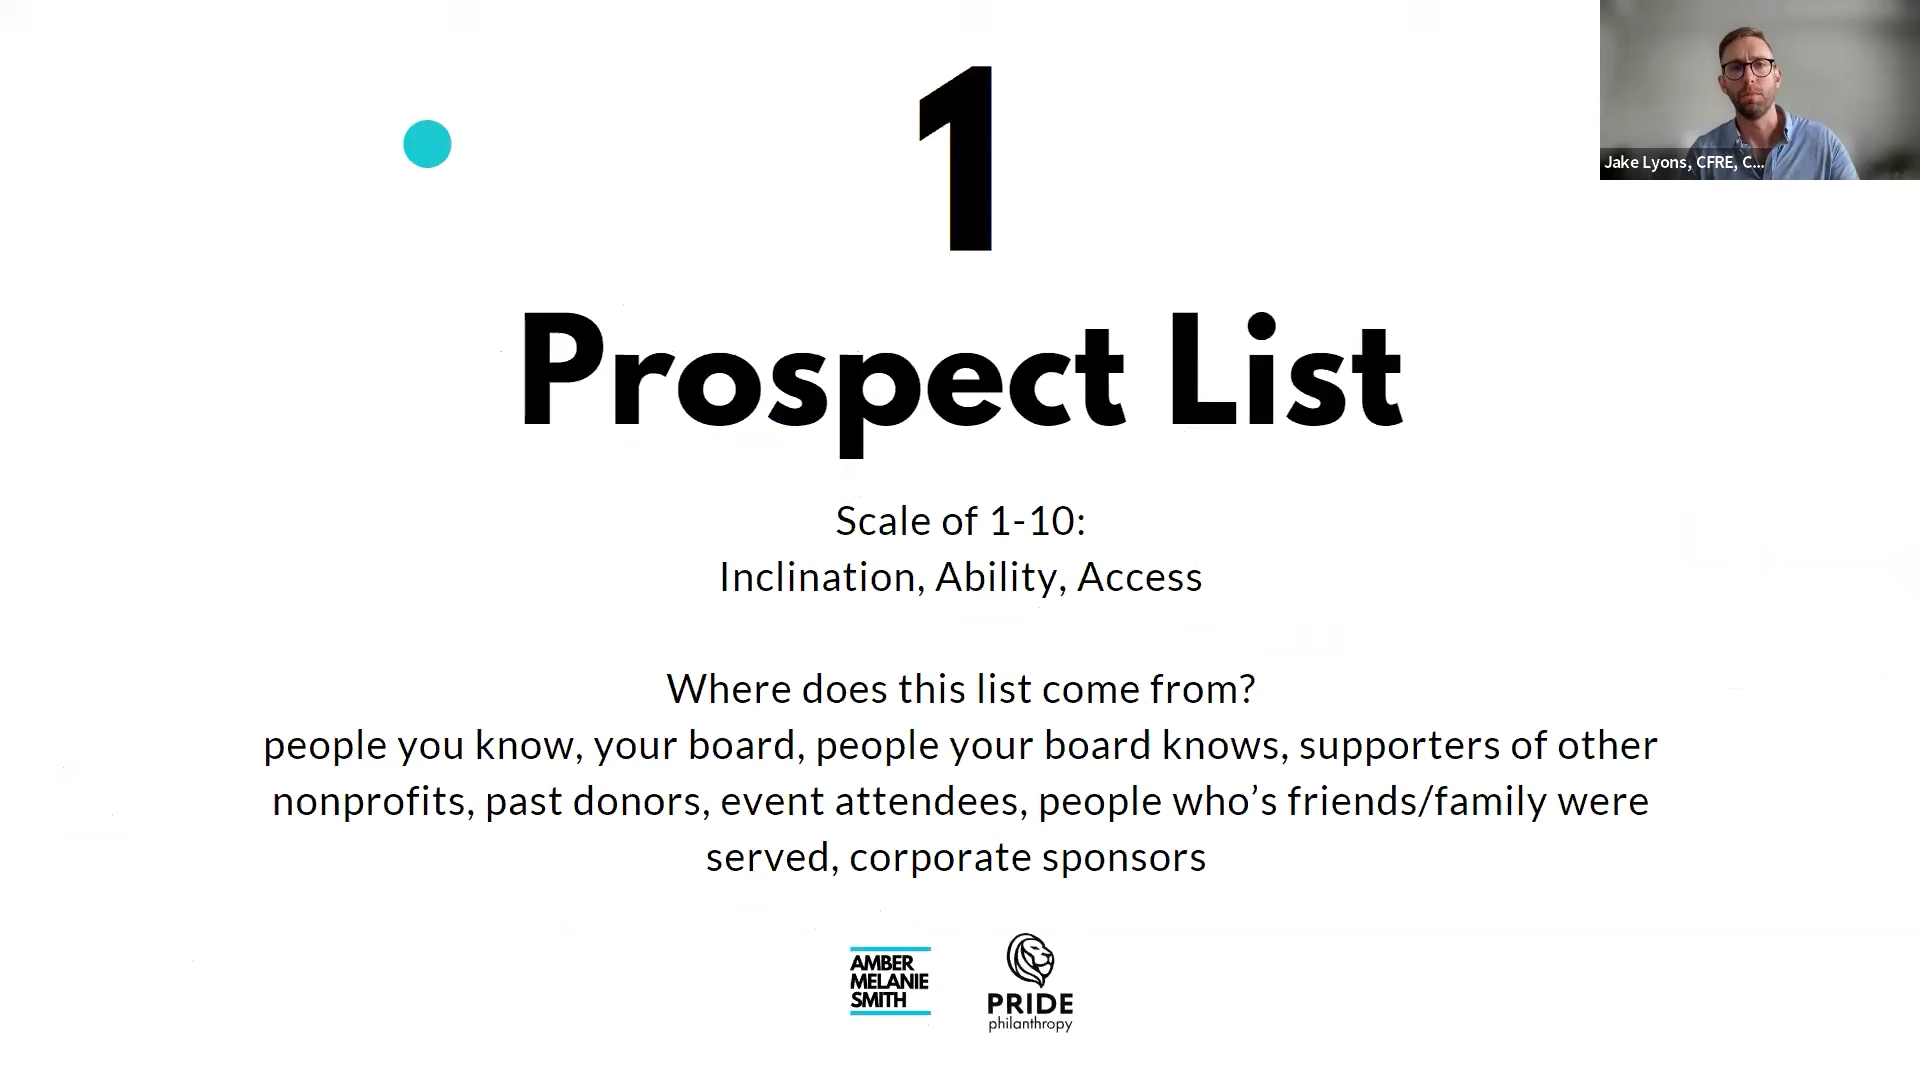 1
Jake Lyons, CFRE, C...
Prospect List
Scale of 1-10:
Inclination, Ability, Access
Where does this list come from?
people you know, your board, people your board knows, supporters of other
nonprofits, past donors, event attendees, people who’s friends/family were
served, corporate sponsors
AMBER
MELANIE
SMITH
PRIDE
philanthropy